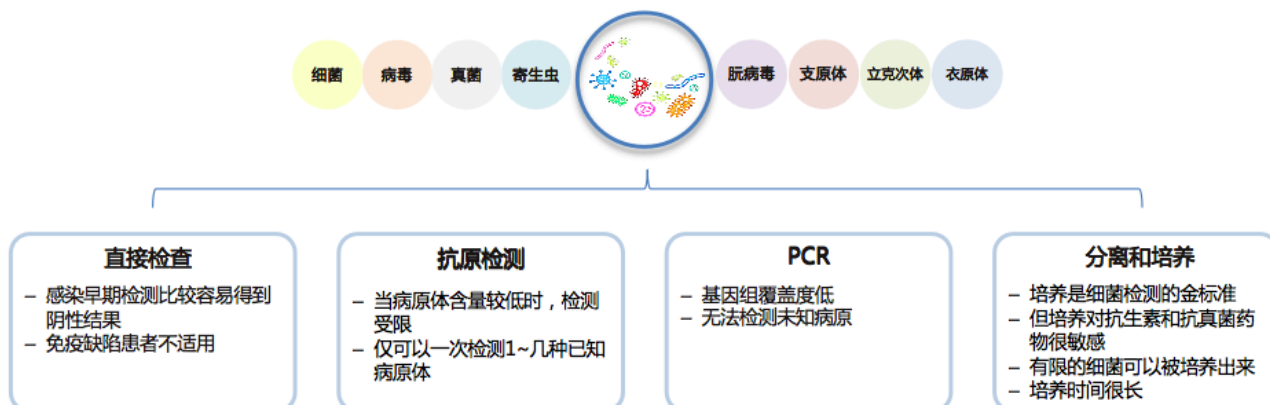 细菌
病毒
真菌
寄生虫
朊病毒
支原体
立克次体
衣原体
直接检查
– 感染早期检测比较容易得到
阴性结果
– 免疫缺陷患者不适用
抗原检测
– 当病原体含量较低时，检测
受限
– 仅可以一次检测1~几种已知
病原体
PCR
– 基因组覆盖度低
– 无法检测未知病原
分离和培养
– 培养是细菌检测的金标准
– 但培养对抗生素和抗真菌药
物很敏感
– 有限的细菌可以被培养出来
– 培养时间很长